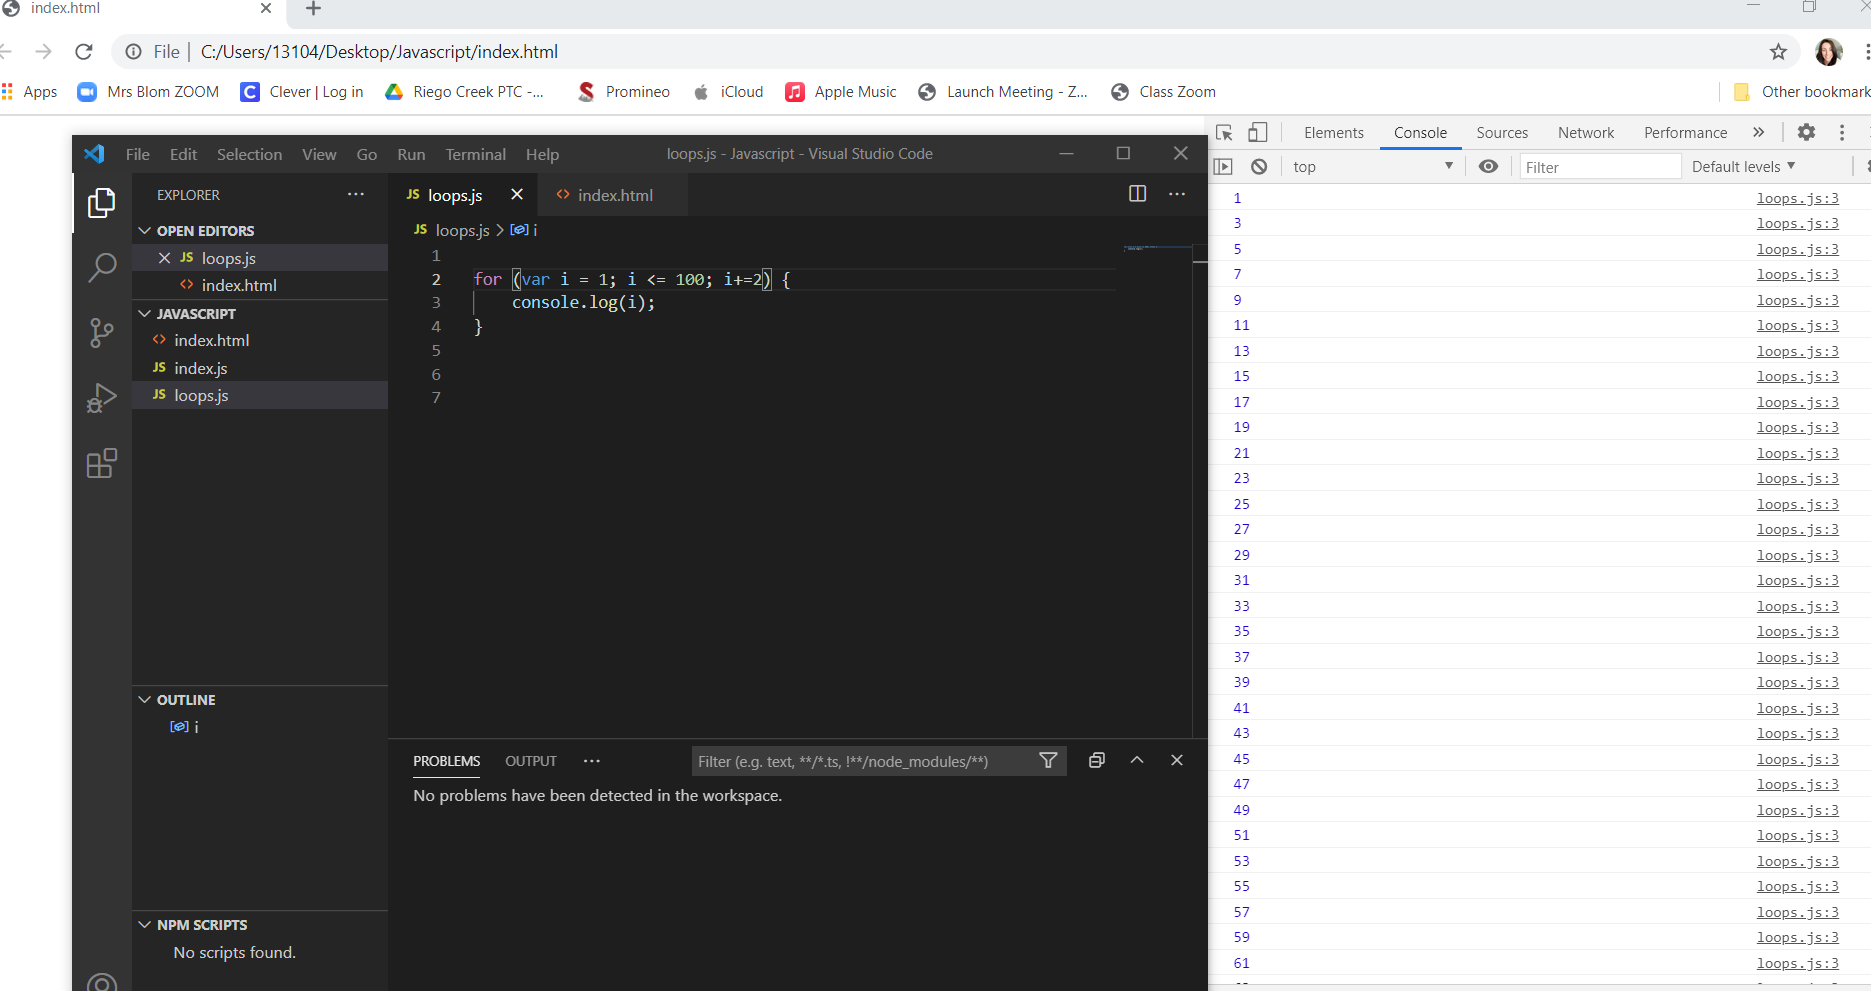 index.html
File | C:/Users/13104/Desktop/Javascript/index.html
Apps Mrs Blom ZOOM Clever | Log in Riego Creek PTC -... Promineo iCloud Apple Music Launch Meeting - Z... Class Zoom Other bookmark
File Edit Selection View Go Run Terminal Help loops.js - Javascript - Visual Studio Code
EXPLORER
OPEN EDITORS
JS loops.js
<> index.html
JAVASCRIPT
<> index.html
JS index.js
JS loops.js
OUTLINE
i
NPM SCRIPTS
No scripts found.
JS loops.js <> index.html
JS loops.js > i
1
2 for (var i = 1; i <= 100; i+=2) {
3 console.log(i);
4 }
5
6
7
PROBLEMS OUTPUT ... Filter (e.g. text, **/*.ts, !**/node_modules/**)
No problems have been detected in the workspace.
Elements Console Sources Network Performance »
top Filter Default levels
1 loops.js:3
3 loops.js:3
5 loops.js:3
7 loops.js:3
9 loops.js:3
11 loops.js:3
13 loops.js:3
15 loops.js:3
17 loops.js:3
19 loops.js:3
21 loops.js:3
23 loops.js:3
25 loops.js:3
27 loops.js:3
29 loops.js:3
31 loops.js:3
33 loops.js:3
35 loops.js:3
37 loops.js:3
39 loops.js:3
41 loops.js:3
43 loops.js:3
45 loops.js:3
47 loops.js:3
49 loops.js:3
51 loops.js:3
53 loops.js:3
55 loops.js:3
57 loops.js:3
59 loops.js:3
61 loops.js:3